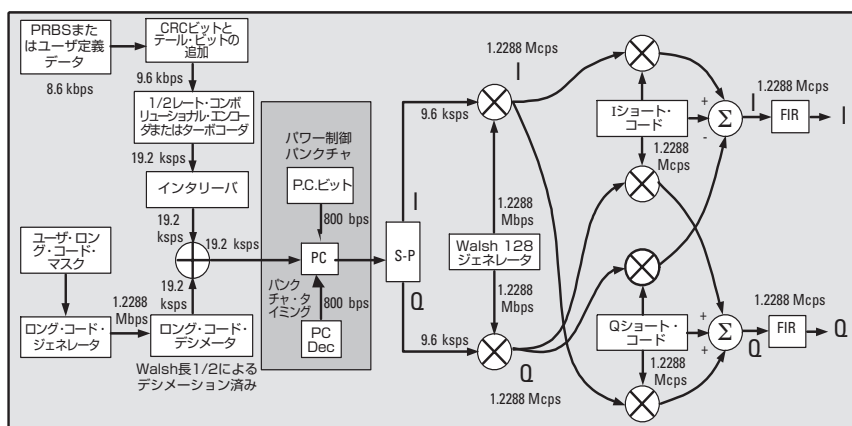 PRBSまた
はユーザ定義
データ
8.6 kbps
CRCビットと
テール・ビットの
追加
9.6 kbps
1/2レート・コンボ
リューショナル・エンコー
ダまたはターボコーダ
19.2 ksps
インタリーバ
19.2
ksps
19.2 ksps
19.2
ksps
ユーザ・ロン
グ・コード・
マスク
1.2288
Mbps
ロング・コード・
ジェネレータ
ロング・コード・
デシメータ
Walsh長1/2による
デシメーション済み
パワー制御
パンクチャ
P.C.ビット
800 bps
PC
パンク
チャ・タ
イミング
800 bps
PC
Dec
S-P
I
Q
9.6 ksps
9.6 ksps
1.2288 Mcps
I
1.2288
Mbps
Walsh 128
ジェネレータ
1.2288
Mbps
Q
1.2288 Mcps
Iショート・
コード
1.2288
Mcps
Qショート・
コード
1.2288
Mcps
+
-
Σ
1.2288 Mcps
I
FIR
I
+
+
Σ
1.2288 Mcps
Q
FIR
Q